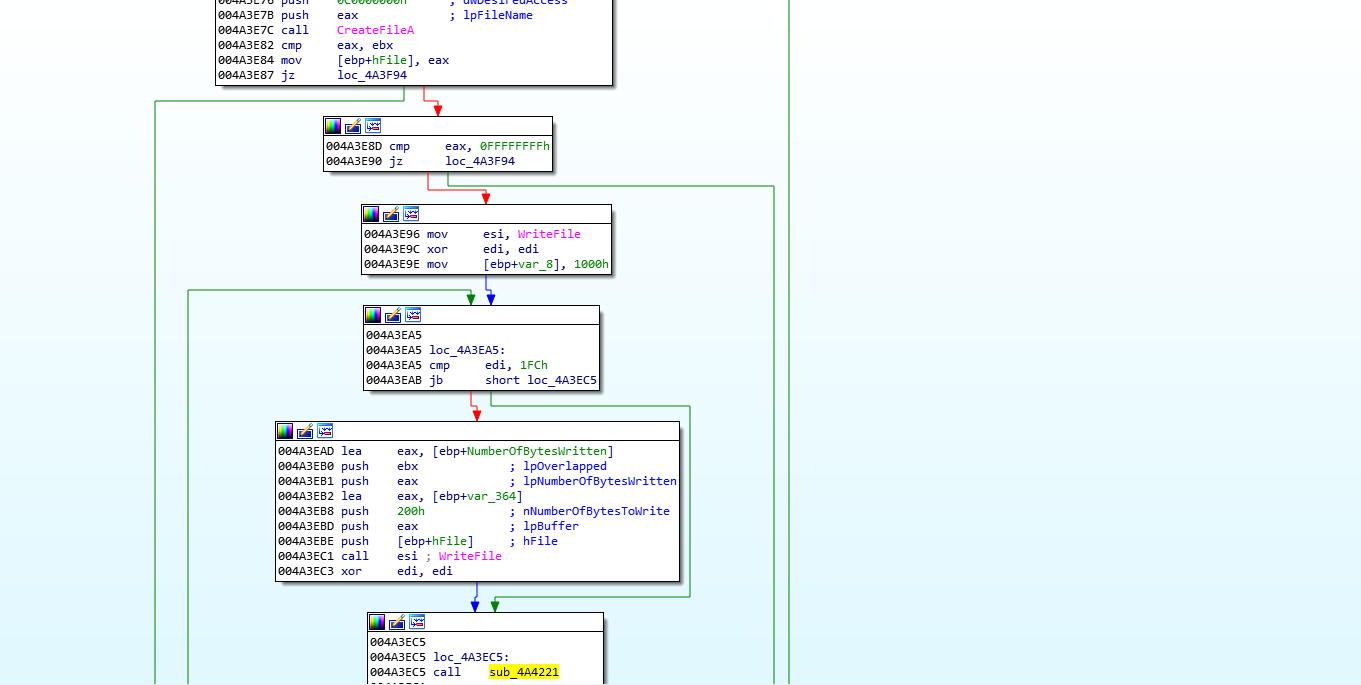 004A3E76 push 0C0000000h ; dwDesiredAccess
004A3E7B push eax ; lpFileName
004A3E7C call CreateFileA
004A3E82 cmp eax, ebx
004A3E84 mov [ebp+hFile], eax
004A3E87 jz loc_4A3F94
004A3E8D cmp eax, 0FFFFFFFFh
004A3E90 jz loc_4A3F94
004A3E96 mov esi, WriteFile
004A3E9C xor edi, edi
004A3E9E mov [ebp+var_8], 1000h
004A3EA5
004A3EA5 loc_4A3EA5:
004A3EA5 cmp edi, 1FCh
004A3EAB jb short loc_4A3EC5
004A3EAD lea eax, [ebp+NumberOfBytesWritten]
004A3EB0 push ebx ; lpOverlapped
004A3EB1 push eax ; lpNumberOfBytesWritten
004A3EB2 lea eax, [ebp+var_364]
004A3EB8 push 200h ; nNumberOfBytesToWrite
004A3EBD push eax ; lpBuffer
004A3EBE push [ebp+hFile] ; hFile
004A3EC1 call esi ; WriteFile
004A3EC3 xor edi, edi
004A3EC5
004A3EC5 loc_4A3EC5:
004A3EC5 call sub_4A4221